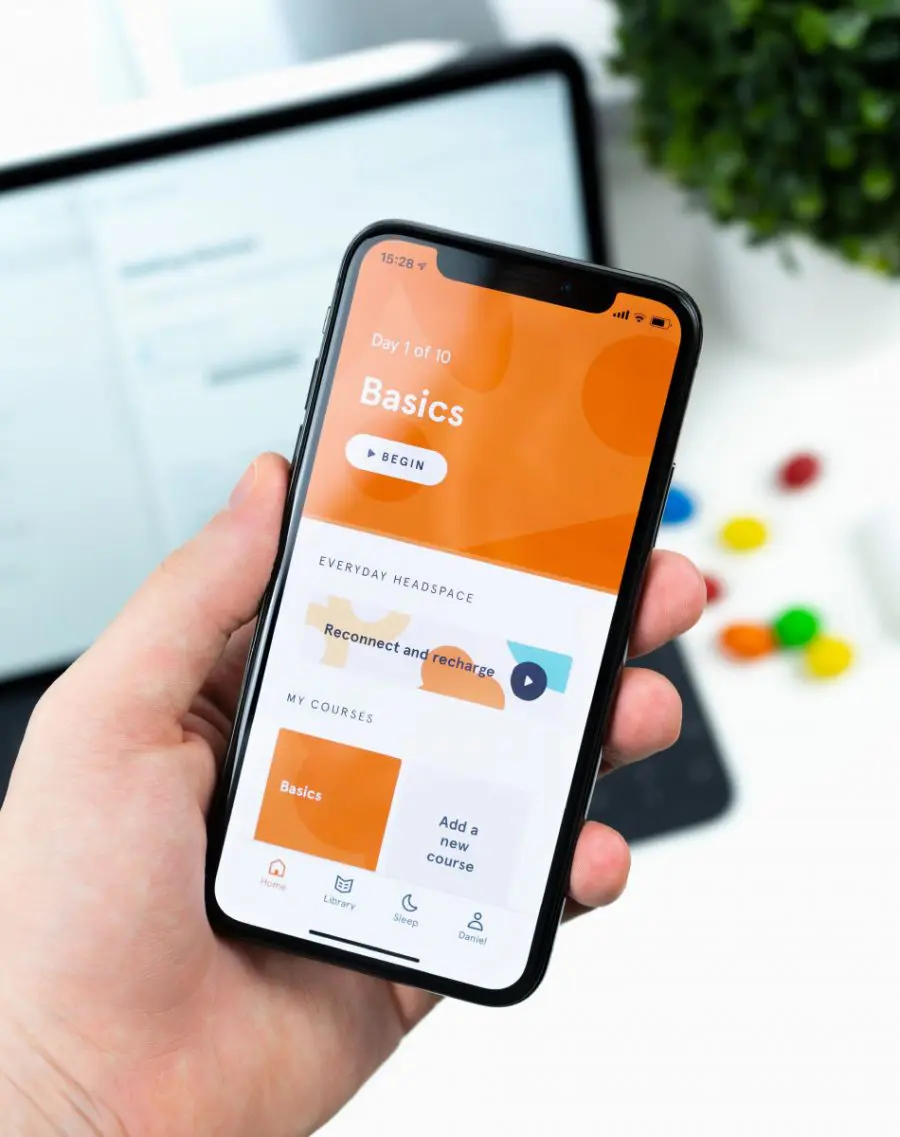 15:28
Day 1 of 10
Basics
BEGIN
EVERYDAY HEADSPACE
Reconnect and recharge
MY COURSES
Basics
Add a
new
course
Home
Library
Sleep
Daniel